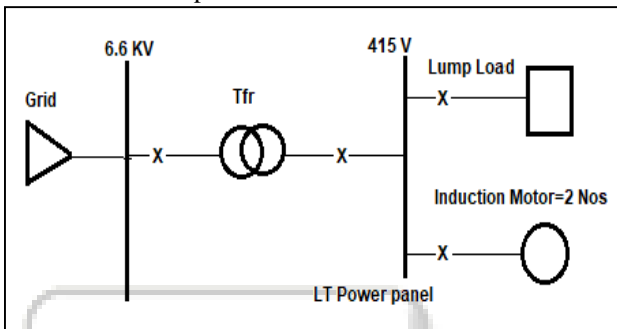 6.6 KV
415 V
Lump Load
Grid
Tfr
X
X
X
Induction Motor=2 Nos
X
LT Power panel